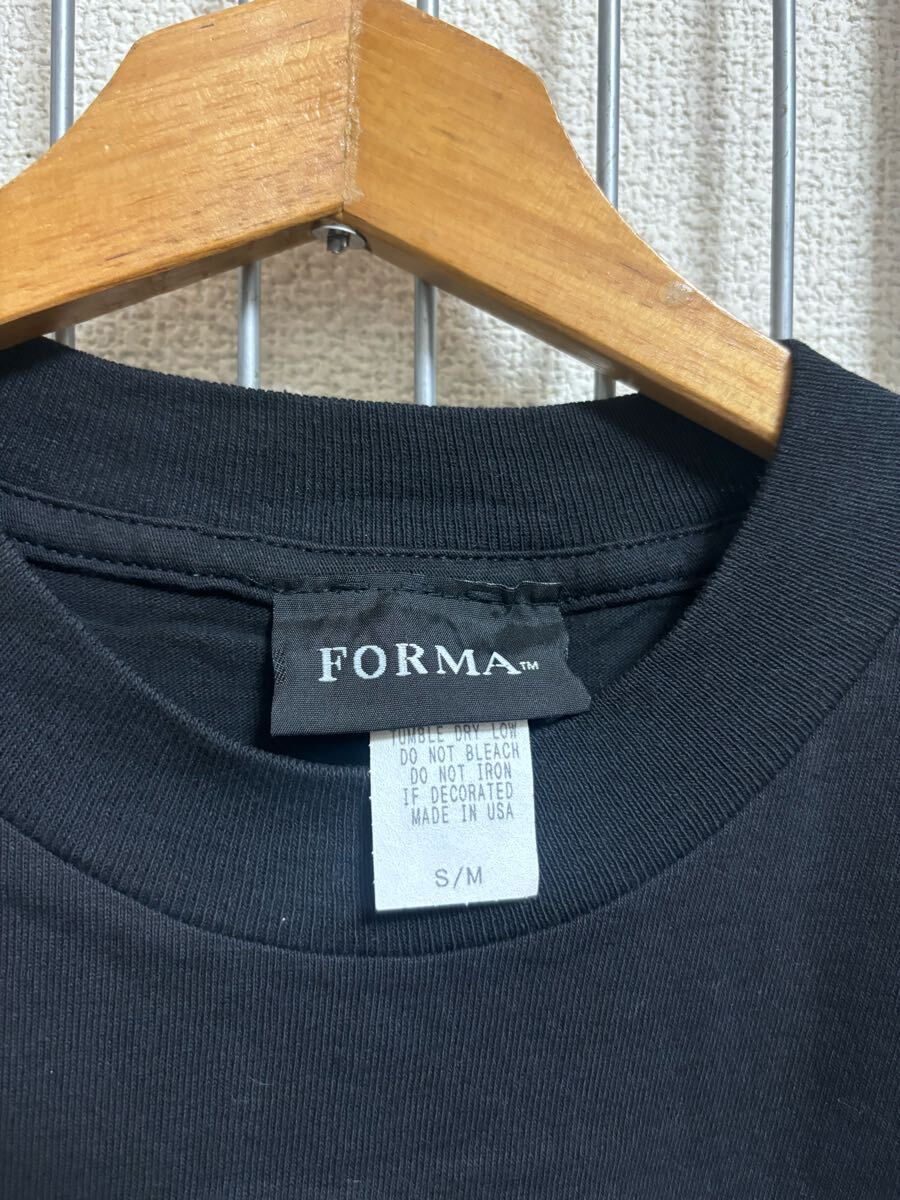 FORMA™
TUMBLE DRY LOW
DO NOT BLEACH
DO NOT IRON
IF DECORATED
MADE IN USA
S/M